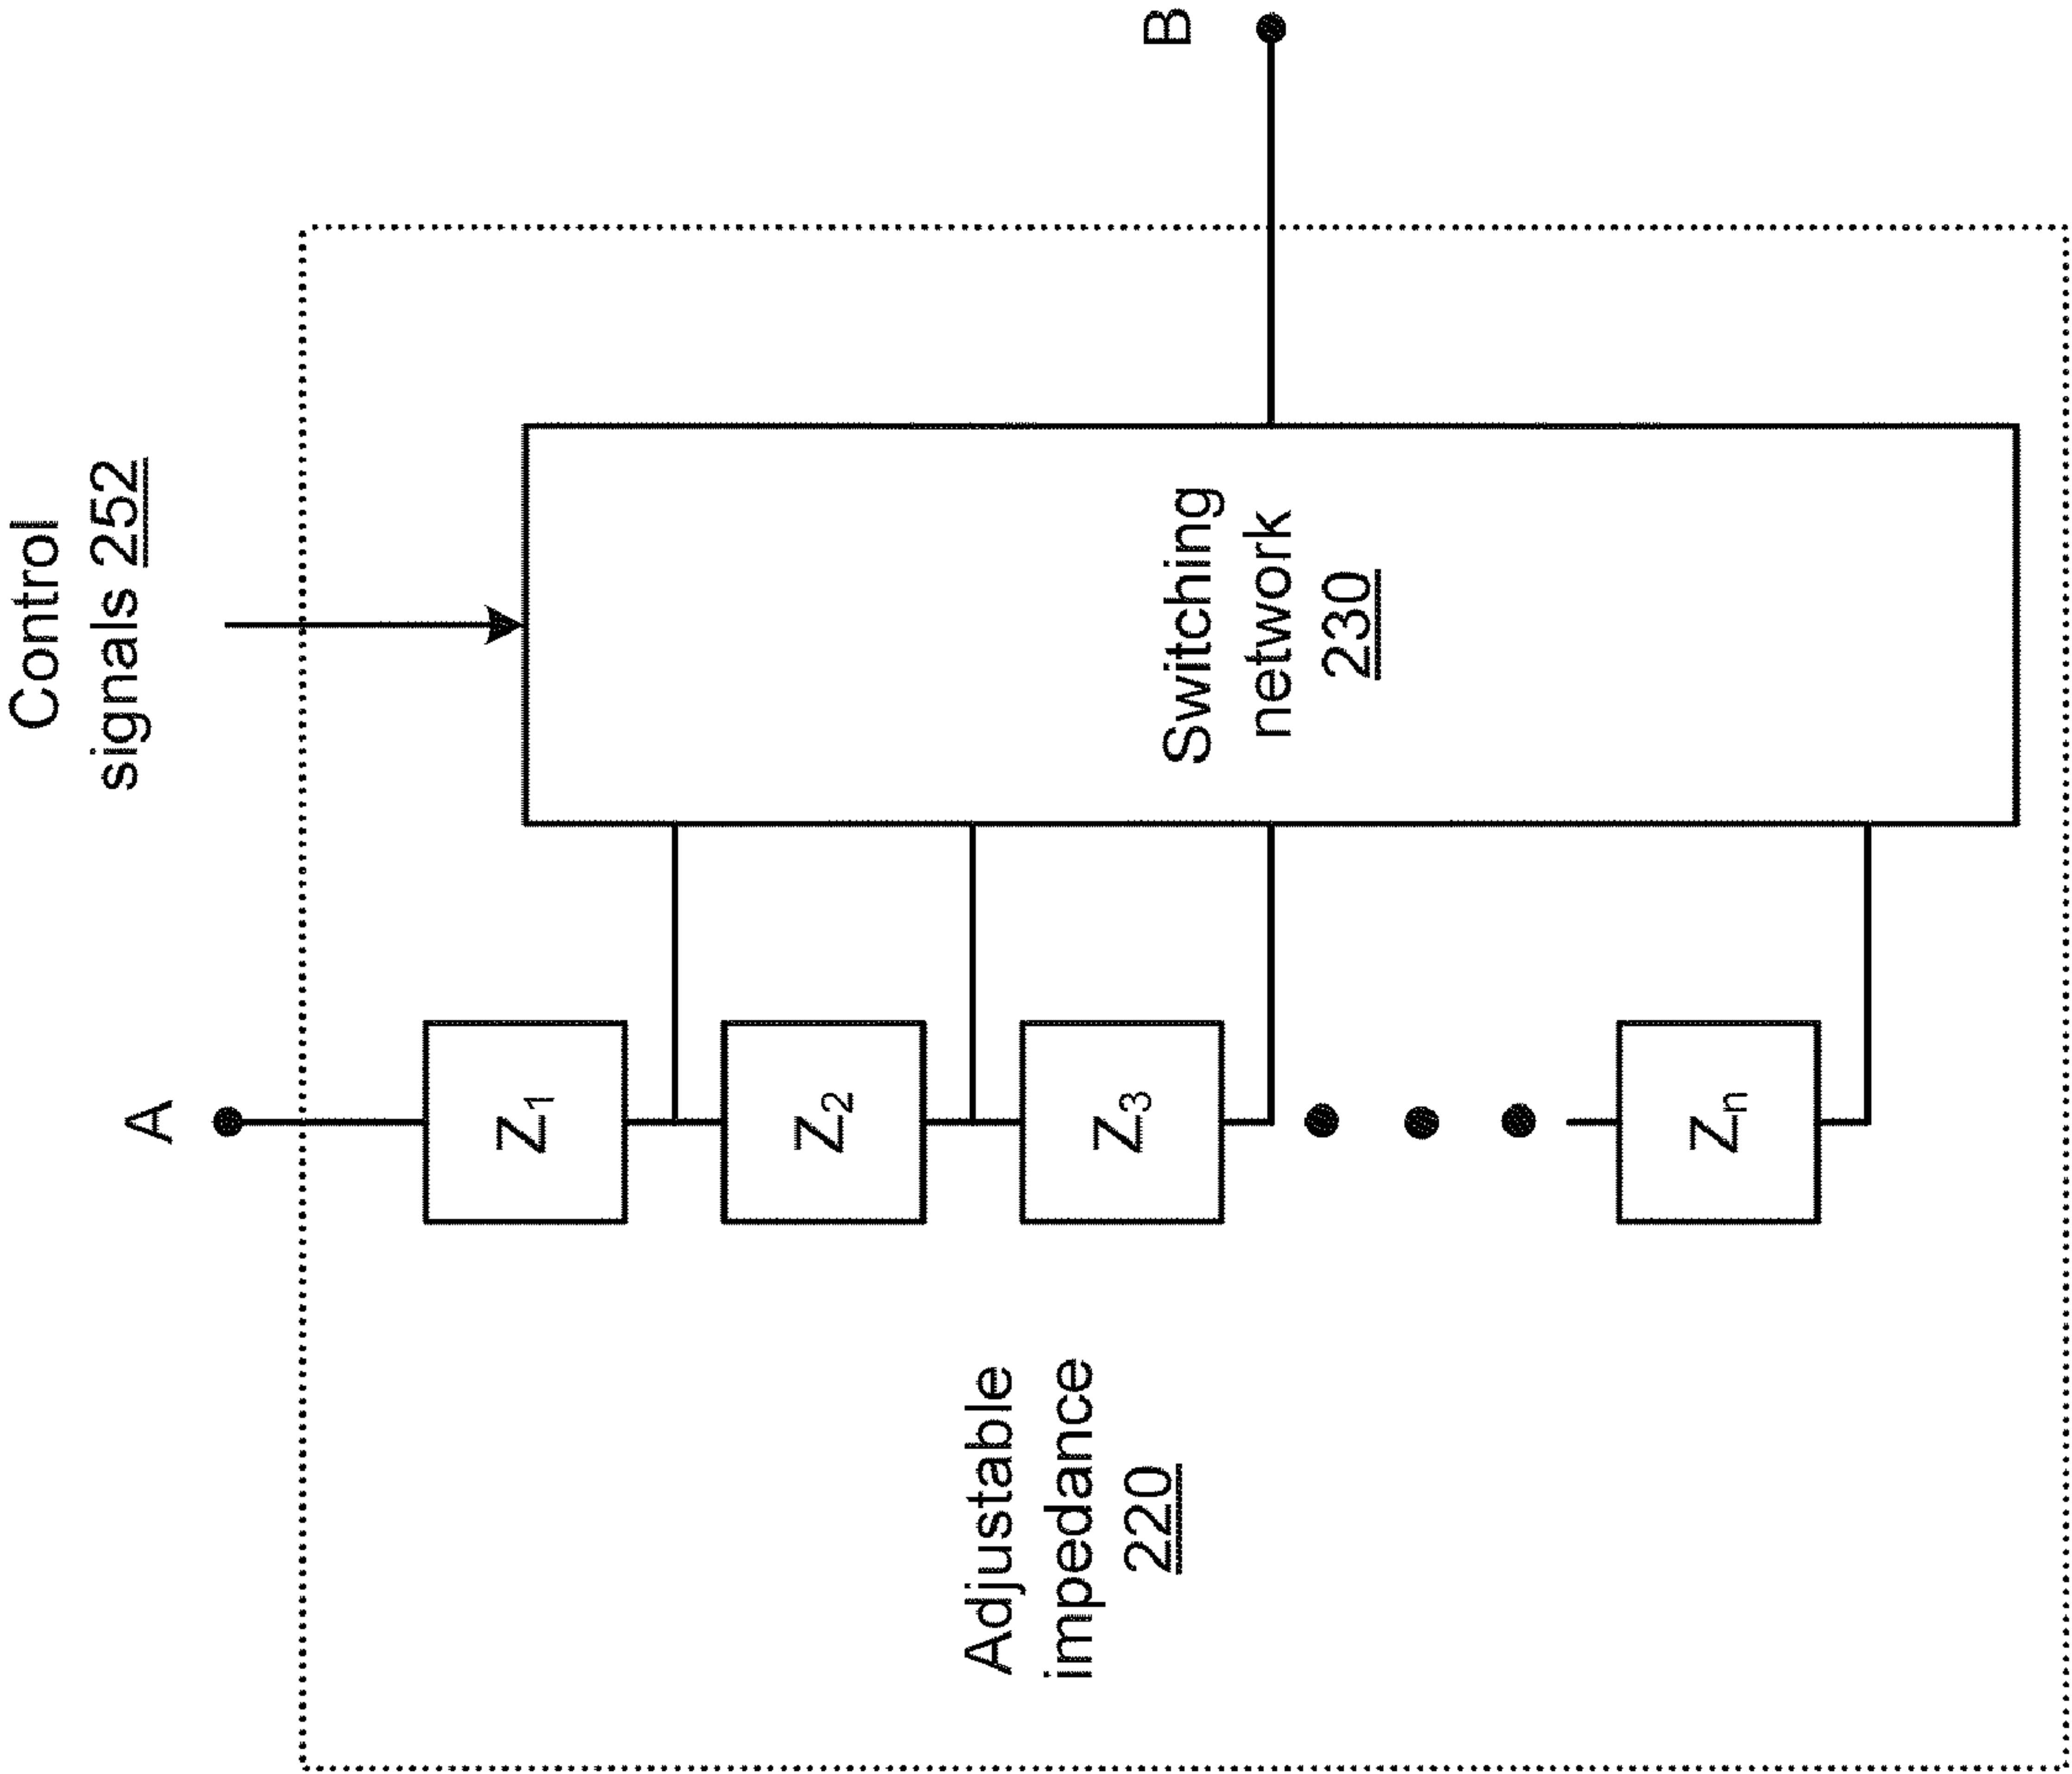 Control
signals 252
A
B
Z1
Z2
Z3
Zn
Switching
network
230
Adjustable
impedance
220